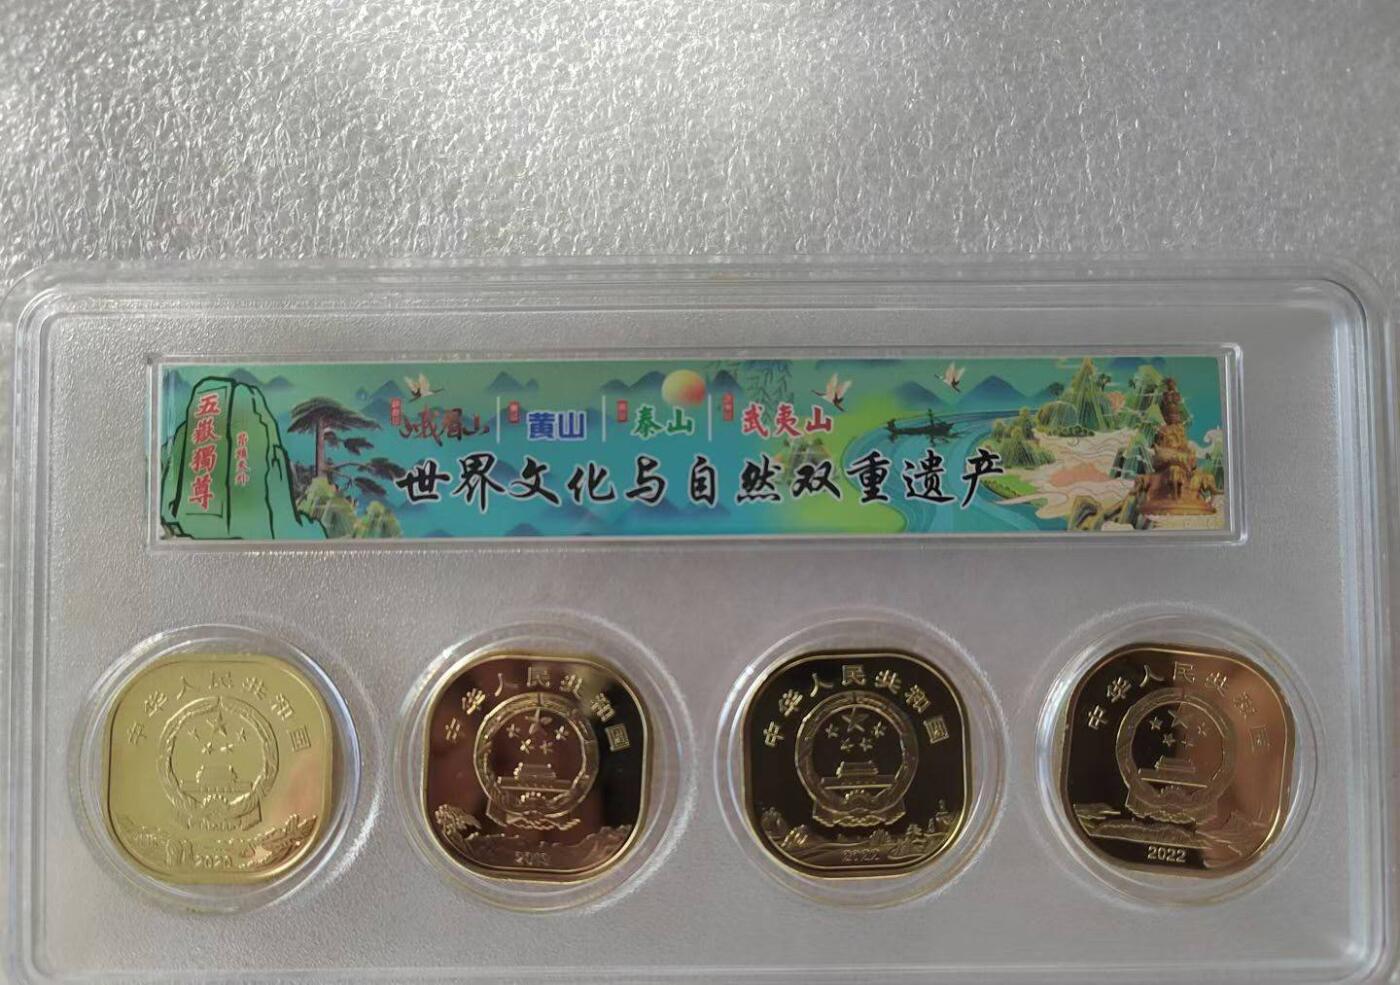 五嶽獨尊
峨眉山 黄山 泰山 武夷山
世界文化与自然双重遗产
中华人民共和国
2020
中华人民共和国
2019
中华人民共和国
中华人民共和国
2022